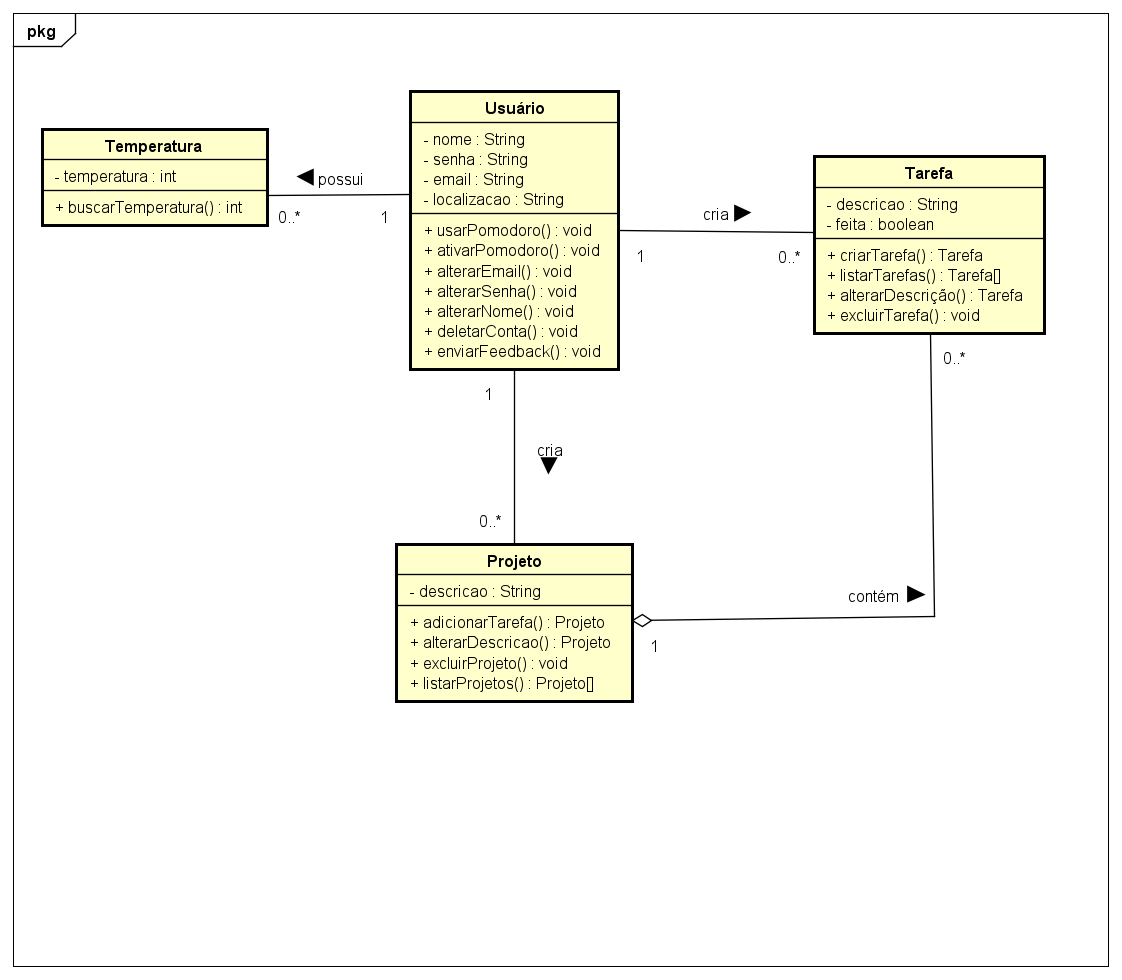 pkg
Temperatura
- temperatura : int
+ buscarTemperatura() : int
possui
0..*
1
Usuário
- nome : String
- senha : String
- email : String
- localizacao : String
+ usarPomodoro() : void
+ ativarPomodoro() : void
+ alterarEmail() : void
+ alterarSenha() : void
+ alterarNome() : void
+ deletarConta() : void
+ enviarFeedback() : void
cria
1
0..*
Tarefa
- descricao : String
- feita : boolean
+ criarTarefa() : Tarefa
+ listarTarefas() : Tarefa[]
+ alterarDescrição() : Tarefa
+ excluirTarefa() : void
0..*
1
cria
0..*
Projeto
- descricao : String
+ adicionarTarefa() : Projeto
+ alterarDescricao() : Projeto
+ excluirProjeto() : void
+ listarProjetos() : Projeto[]
contém
1